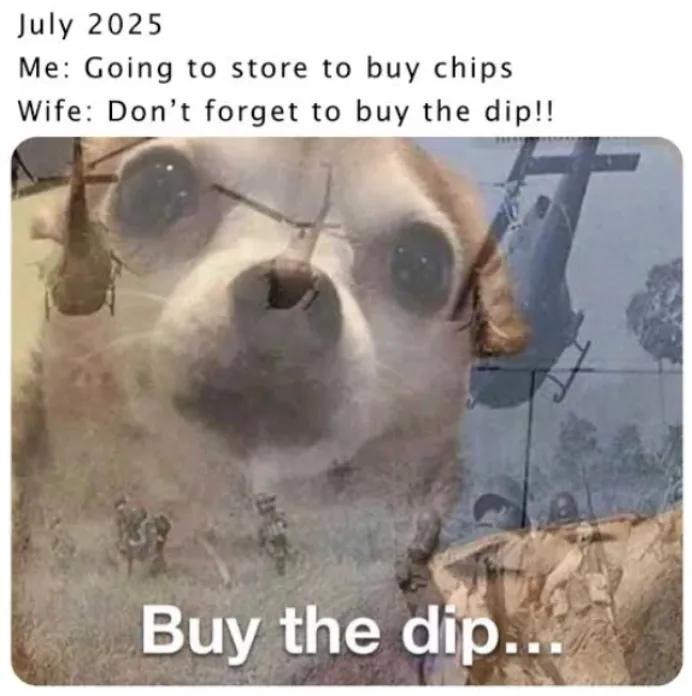 July 2025
Me: Going to store to buy chips
Wife: Don’t forget to buy the dip!!
Buy the dip...